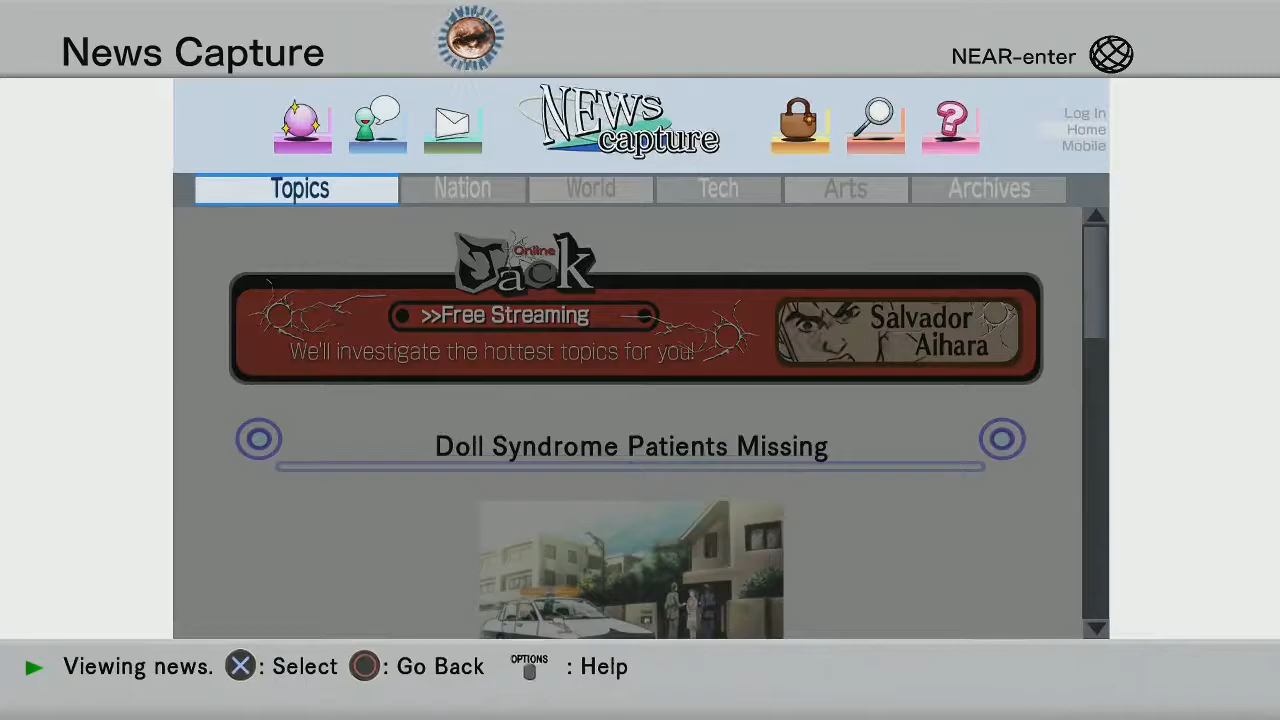 News Capture
NEAR-enter
NEWS
capture
Log In
Home
Mobile
Topics
Nation
World
Tech
Arts
Archives
Online
Jack
>>Free Streaming
We'll investigate the hottest topics for you!
Salvador
Aihara
Doll Syndrome Patients Missing
Viewing news.
: Select
: Go Back
OPTIONS
: Help